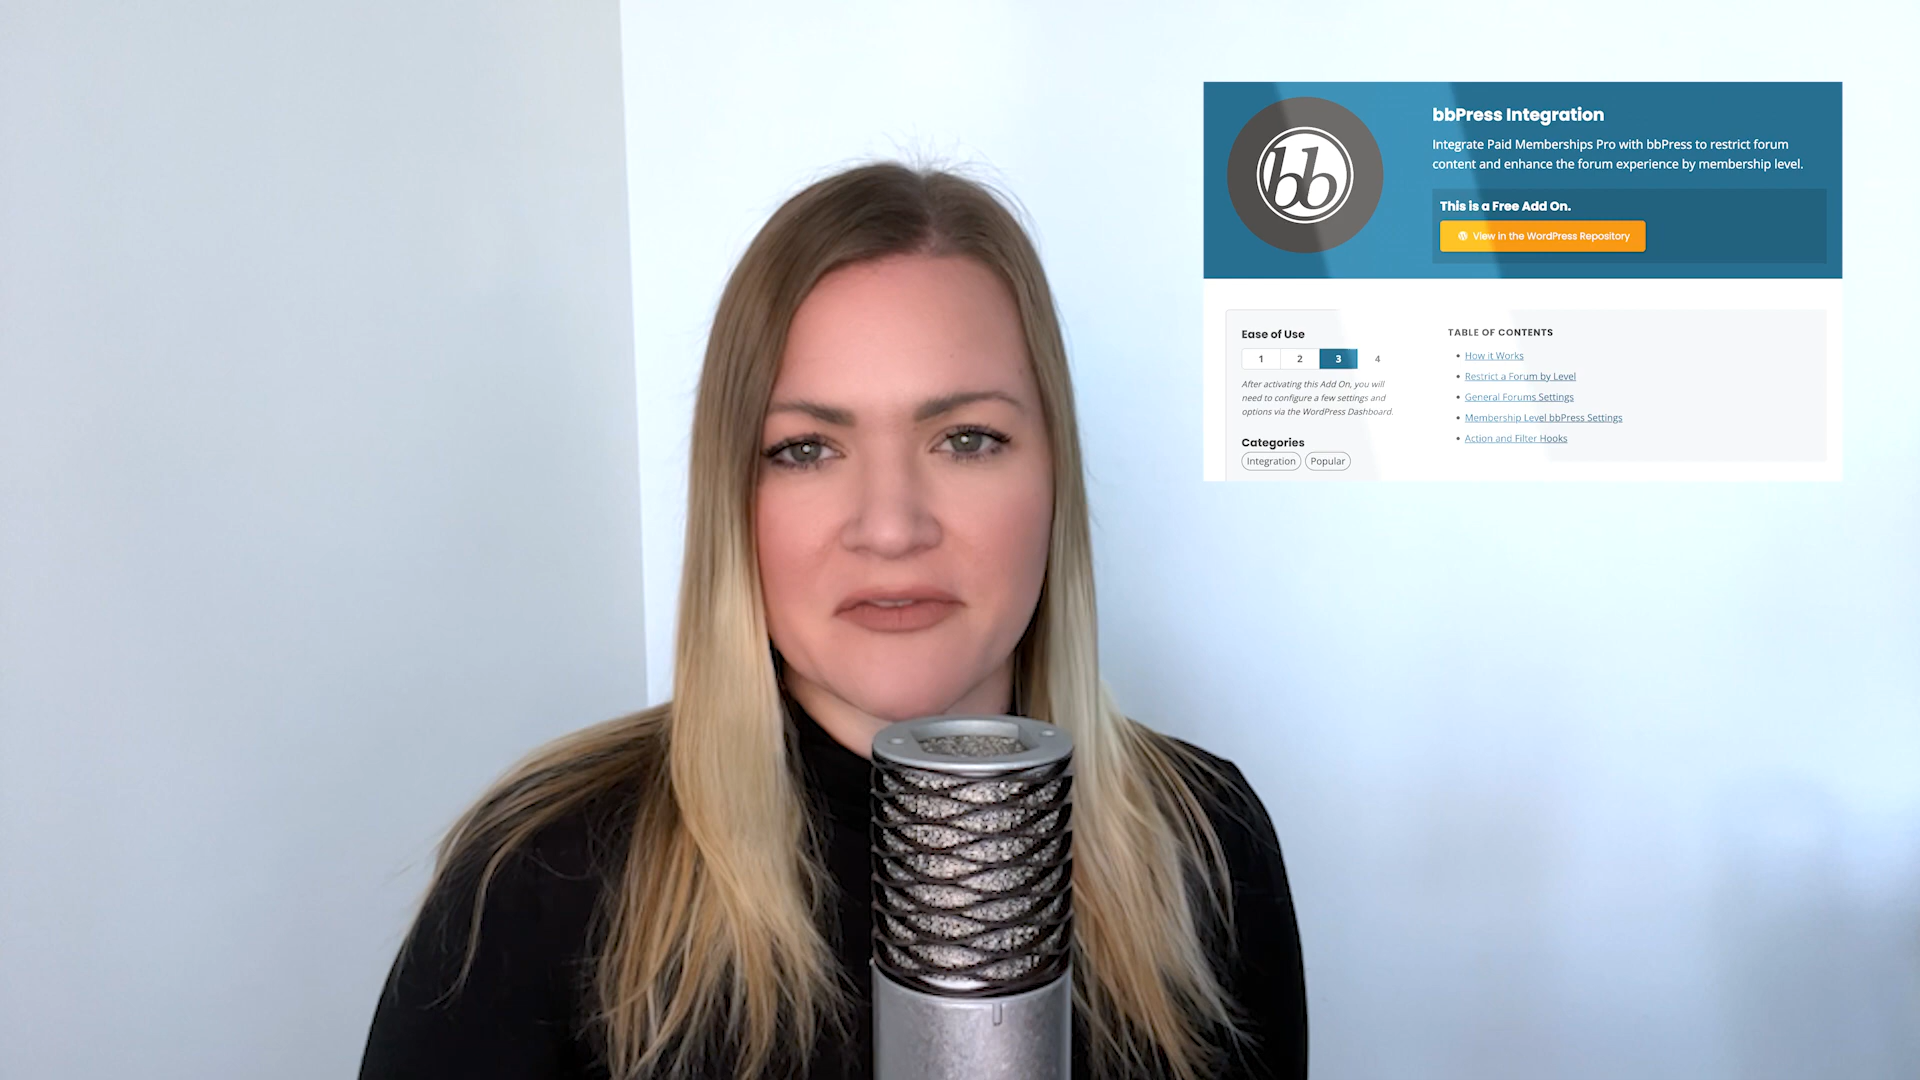 bb
bbPress Integration
Integrate Paid Memberships Pro with bbPress to restrict forum
content and enhance the forum experience by membership level.
This is a Free Add On.
View in the WordPress Repository
Ease of Use
1 2 3 4
After activating this Add On, you will
need to configure a few settings and
options via the WordPress Dashboard.
Categories
Integration Popular
TABLE OF CONTENTS
• How it Works
• Restrict a Forum by Level
• General Forums Settings
• Membership Level bbPress Settings
• Action and Filter Hooks